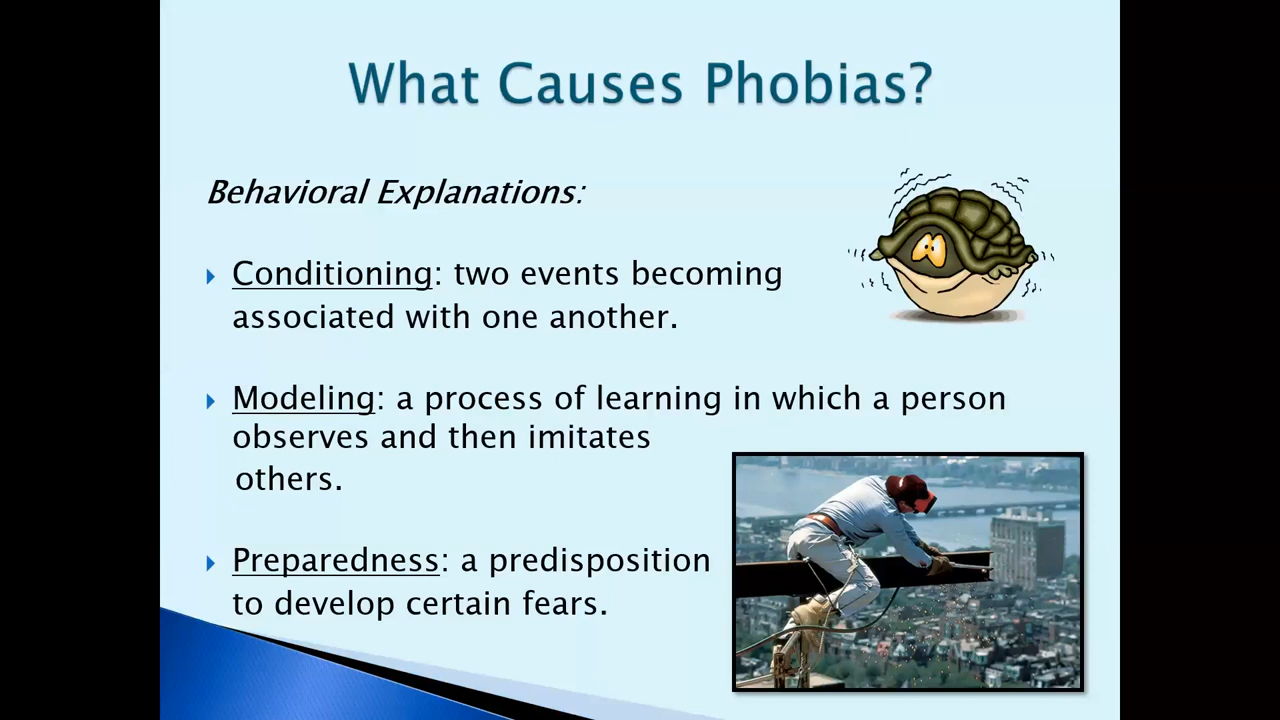 What Causes Phobias?
Behavioral Explanations:
Conditioning: two events becoming
associated with one another.
Modeling: a process of learning in which a person
observes and then imitates
others.
Preparedness: a predisposition
to develop certain fears.